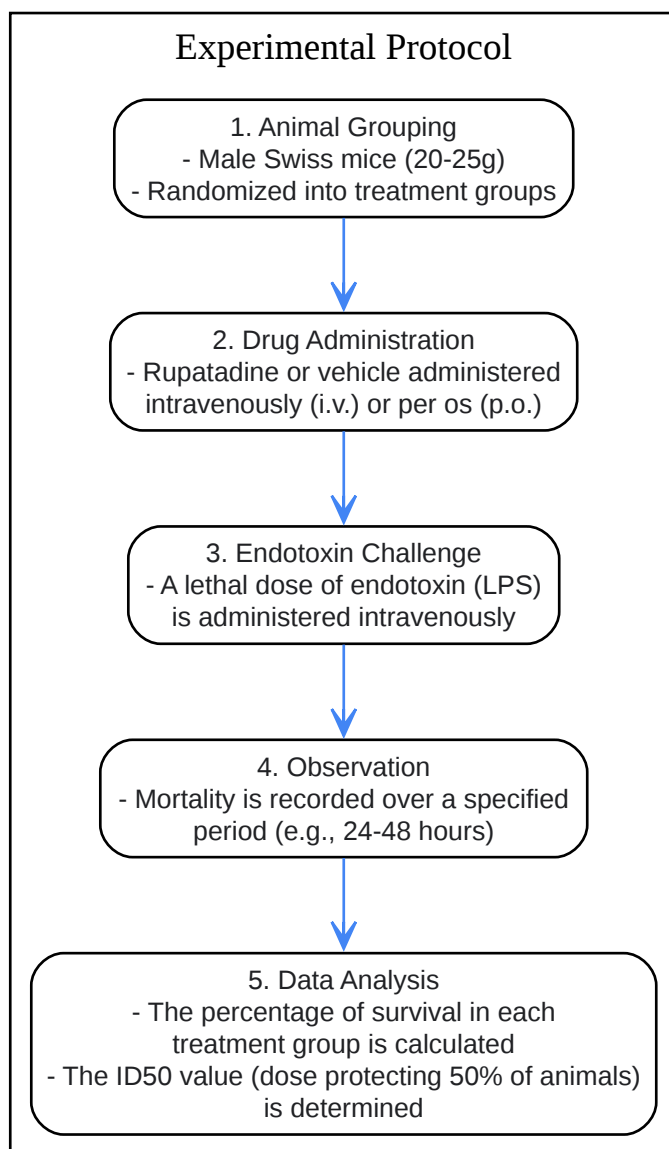 Experimental Protocol
1. Animal Grouping
- Male Swiss mice (20-25g)
- Randomized into treatment groups
2. Drug Administration
- Rupatadine or vehicle administered
intravenously (i.v.) or per os (p.o.)
3. Endotoxin Challenge
- A lethal dose of endotoxin (LPS)
is administered intravenously
4. Observation
- Mortality is recorded over a specified
period (e.g., 24-48 hours)
5. Data Analysis
- The percentage of survival in each
treatment group is calculated
- The ID50 value (dose protecting 50% of animals)
is determined